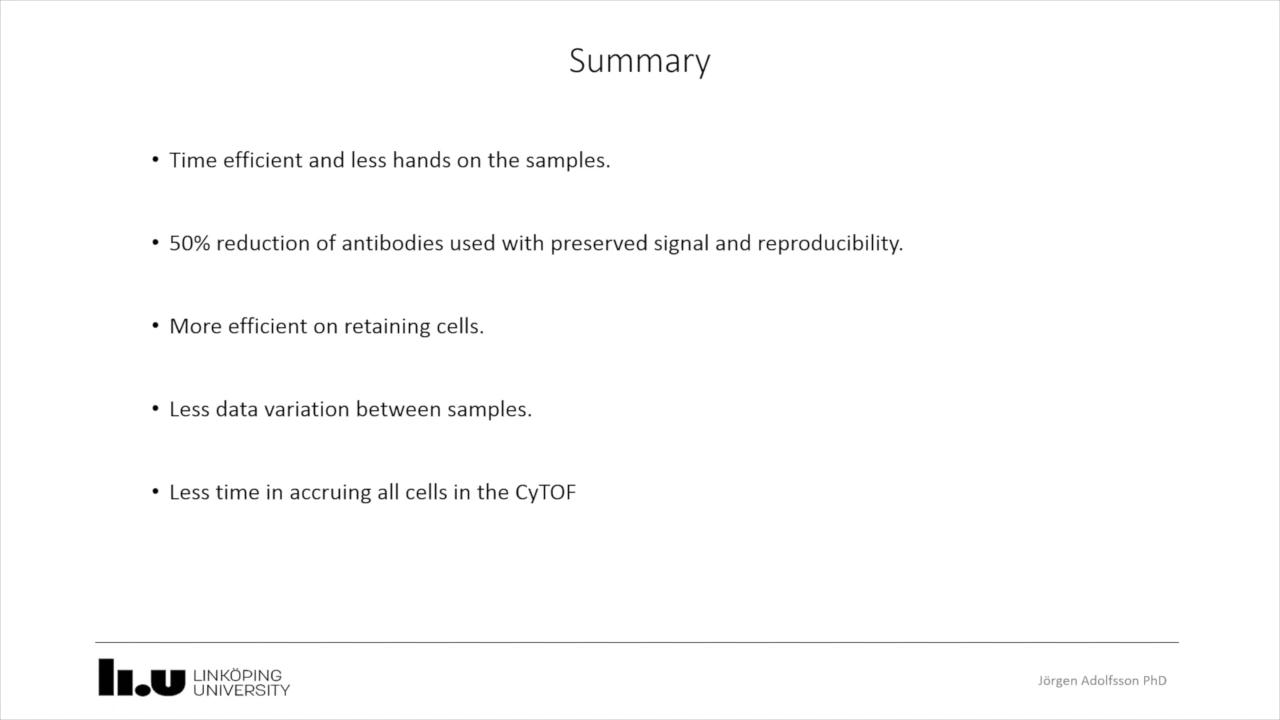 Summary
• Time efficient and less hands on the samples.
• 50% reduction of antibodies used with preserved signal and reproducibility.
• More efficient on retaining cells.
• Less data variation between samples.
• Less time in accruing all cells in the CyTOF
li.u LINKÖPING
UNIVERSITY
Jörgen Adolfsson PhD